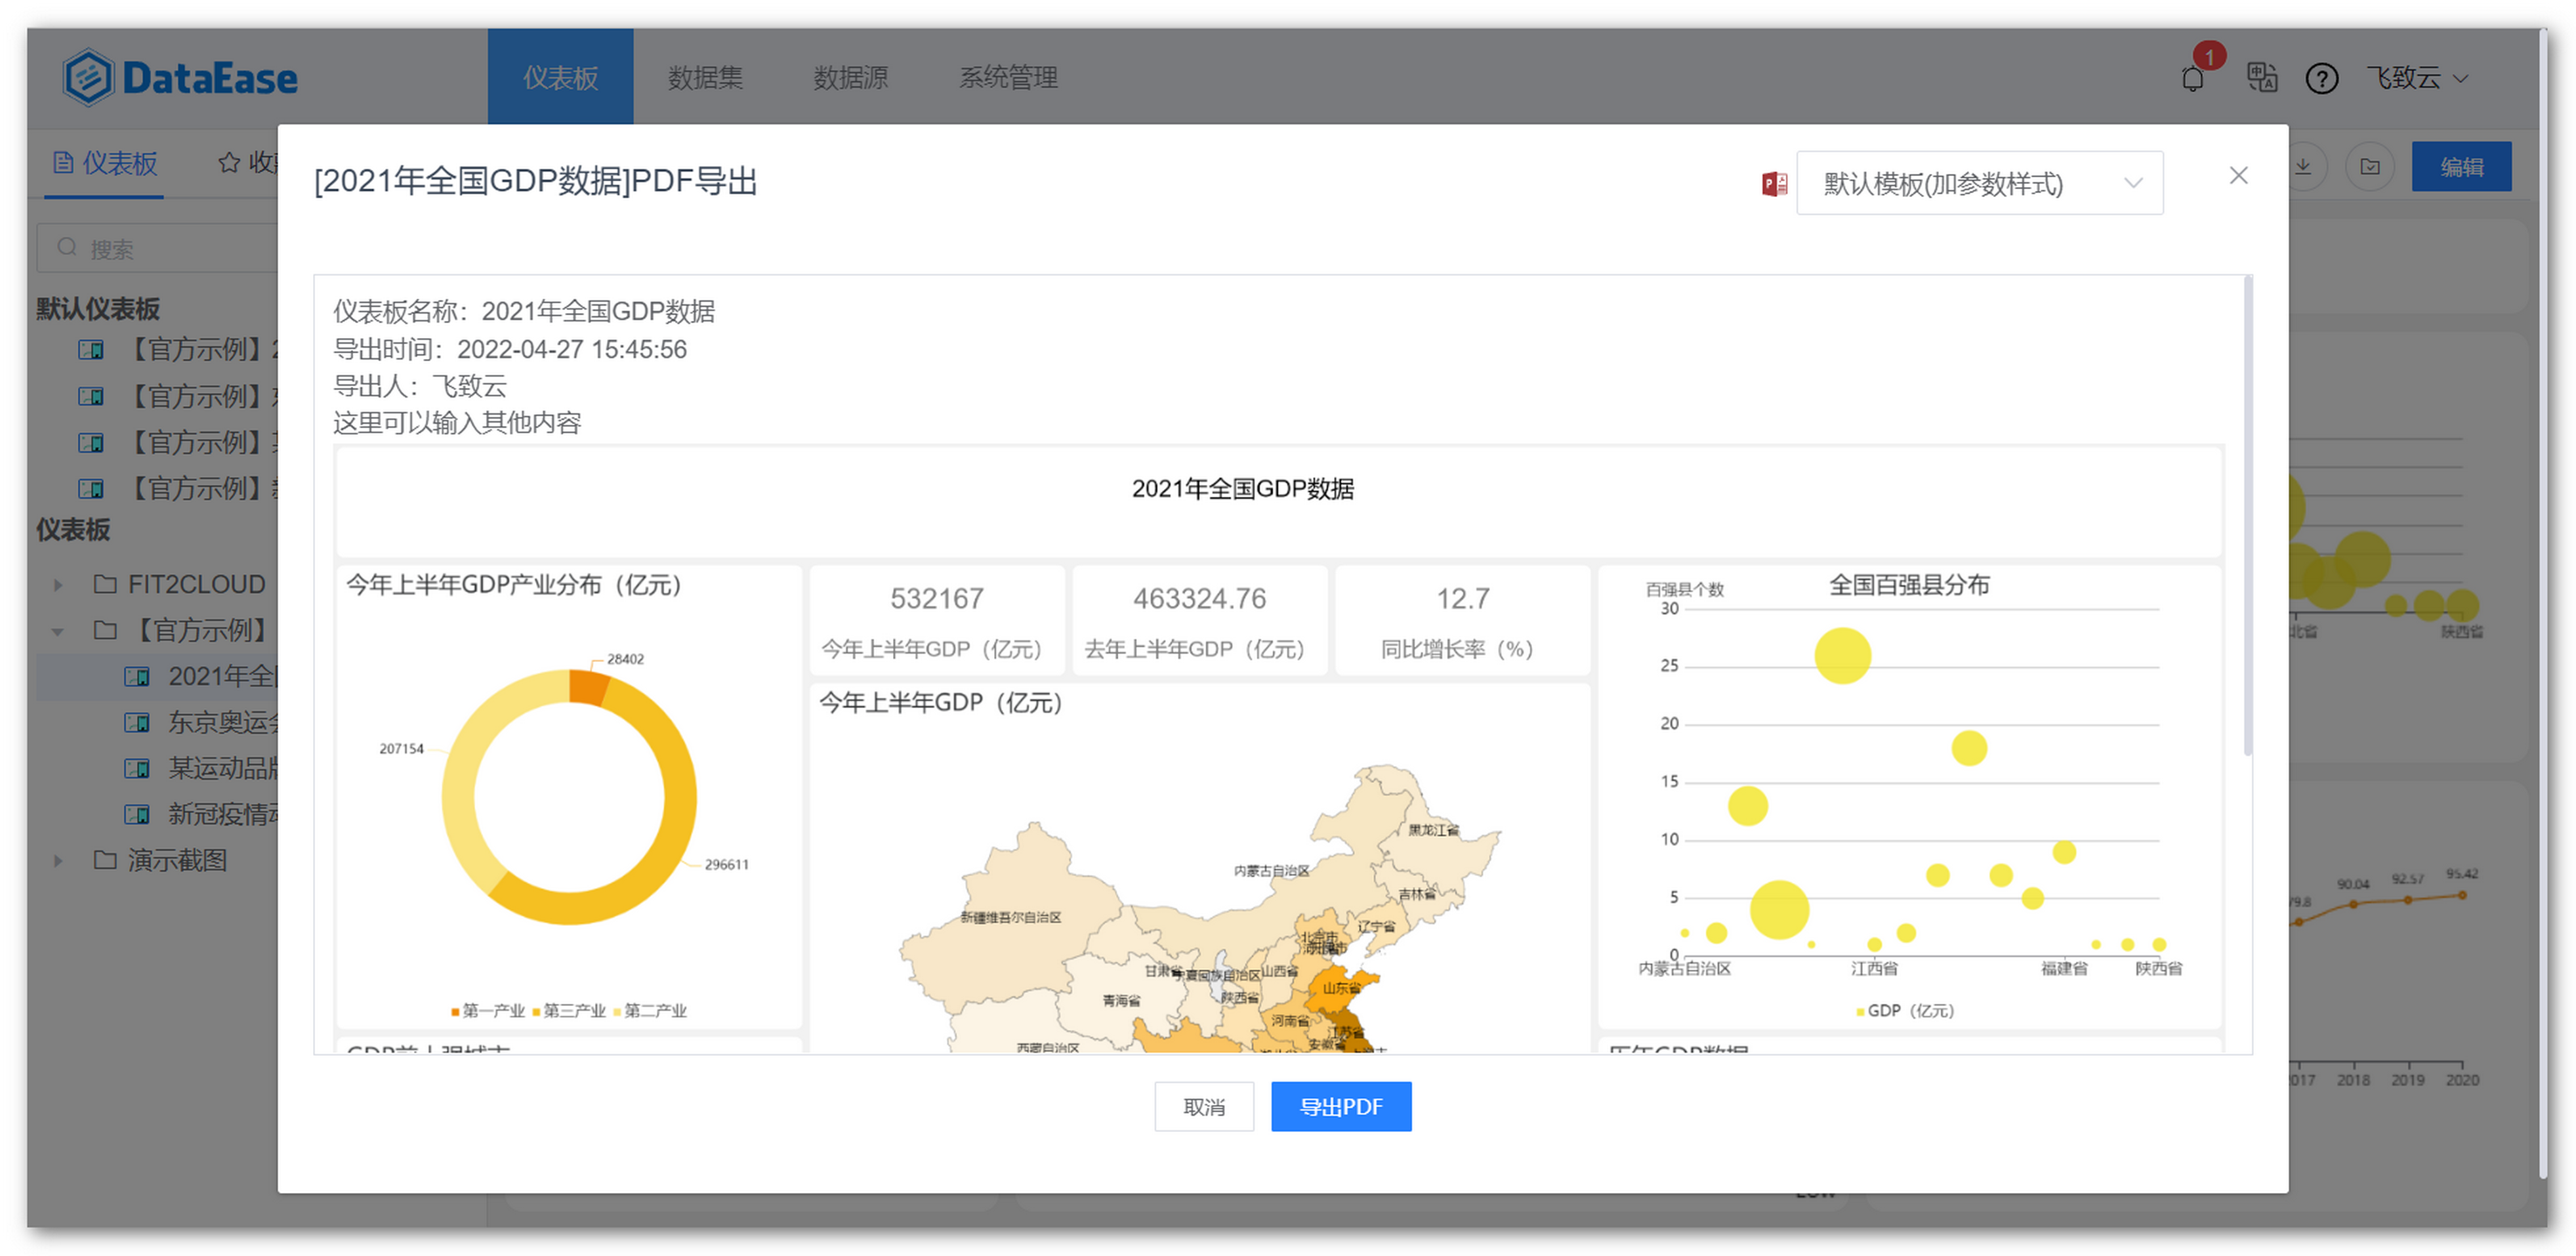 DataEase
仪表板
数据集
数据源
系统管理
1
飞致云
仪表板
收
编辑
搜索
默认仪表板
【官方示例】2
【官方示例】
【官方示例】
【官方示例】
仪表板
FIT2CLOUD
【官方示例】
2021年全
东京奥运
某运动品
新冠疫情
演示截图
[2021年全国GDP数据]PDF导出
默认模板(加参数样式)
仪表板名称：2021年全国GDP数据
导出时间：2022-04-27 15:45:56
导出人：飞致云
这里可以输入其他内容
2021年全国GDP数据
今年上半年GDP产业分布（亿元）
28402
207154
296611
第一产业 第三产业 第二产业
532167
今年上半年GDP（亿元）
463324.76
去年上半年GDP（亿元）
12.7
同比增长率（%）
今年上半年GDP（亿元）
黑龙江省
内蒙古自治区
吉林省
新疆维吾尔自治区
辽宁省
北京市
甘肃省
宁夏回族自治区
山西省
山东省
青海省
陕西省
河南省
江苏省
安徽省
西藏自治区
百强县个数
全国百强县分布
30
25
20
15
10
5
0
内蒙古自治区
江西省
福建省
陕西省
GDP（亿元）
GDP前十强城市
历年GDP数据
取消
导出PDF
北省
陕西省
79.8
90.04
92.57
95.42
2017
2018
2019
2020